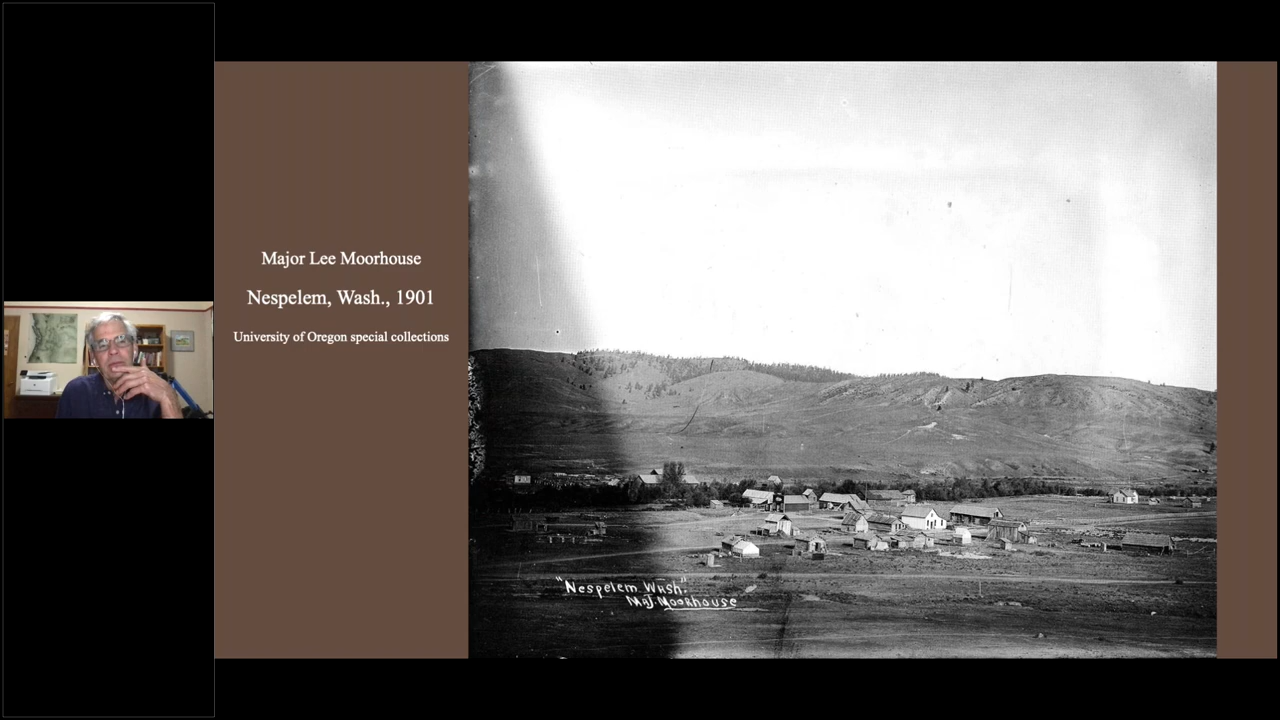 Major Lee Moorhouse
Nespelem, Wash., 1901
University of Oregon special collections
"Nespelem Wash."
Maj. Moorhouse